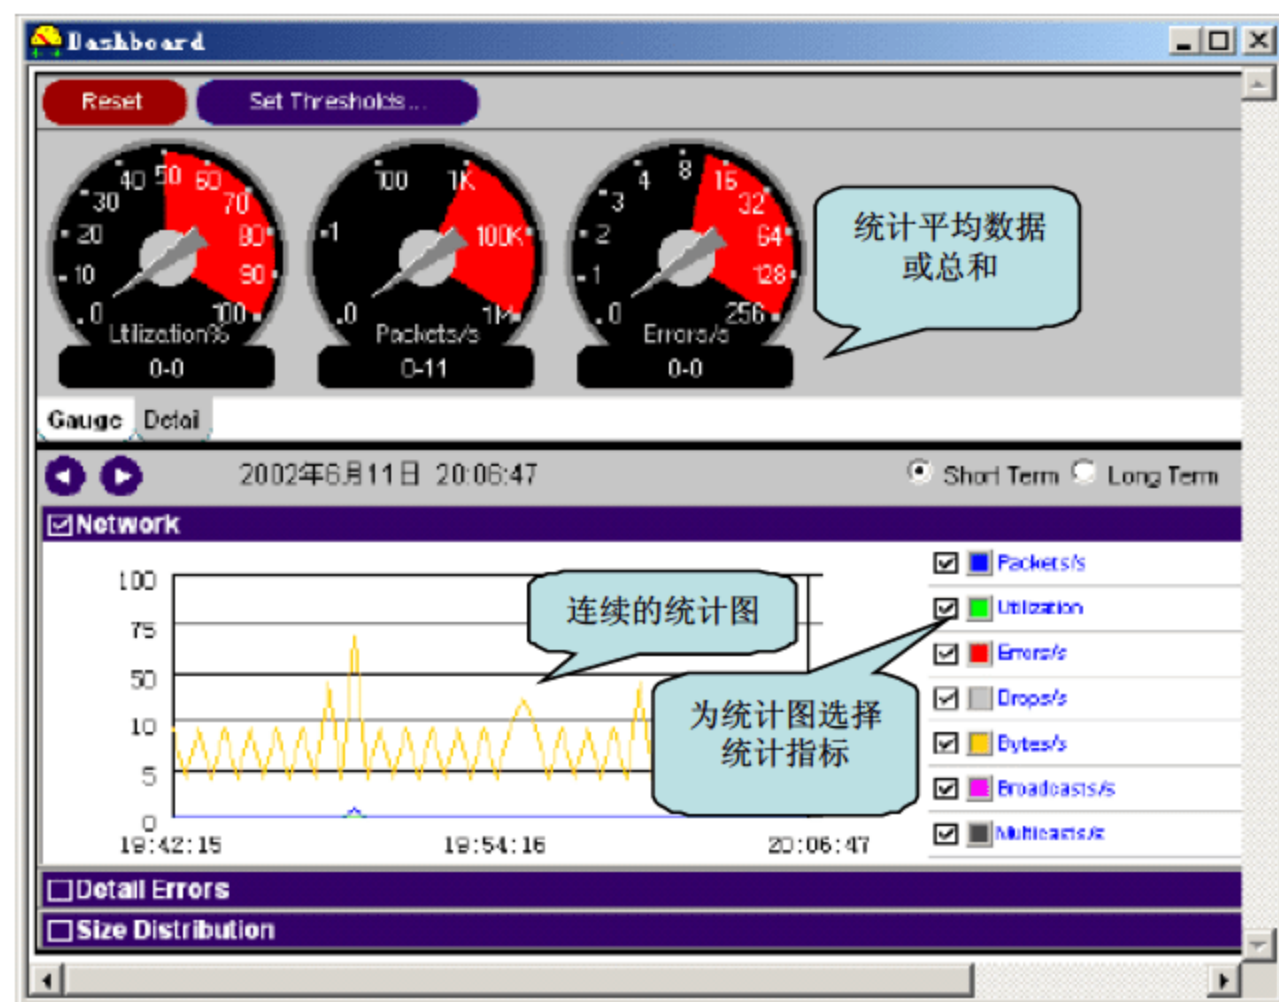 Dashboard
Reset
Set Thresholds...
0
10
20
30
40
50
60
70
80
90
100
Utilization%
0-0
0
1
100
1K
100K
1M
Packets/s
0-11
0
1
2
3
4
8
16
32
64
128
256
Errors/s
0-0
统计平均数据
或总和
Gauge
Detail
2002年6月11日 20:06:47
Short Term
Long Term
Network
100
75
50
10
5
0
19:42:15
19:54:16
20:06:47
连续的统计图
为统计图选择
统计指标
Packets/s
Utilization
Errors/s
Drops/s
Bytes/s
Broadcasts/s
Multicasts/s
Detail Errors
Size Distribution